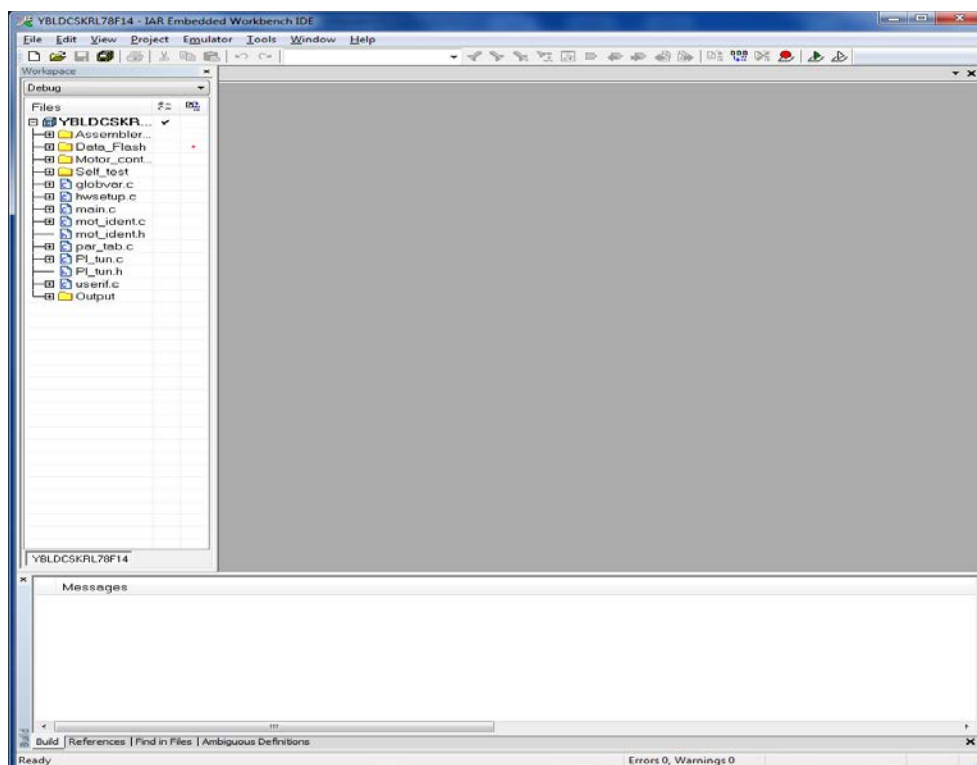 YBLDCSKRL78F14 - IAR Embedded Workbench IDE
File Edit View Project Emulator Tools Window Help
Workspace
Debug
Files
YBLDCSKR...
Assembler...
Data_Flash
Motor_cont...
Self_test
globvar.c
hwsetup.c
main.c
mot_ident.c
mot_ident.h
par_tab.c
PI_tun.c
PI_tun.h
userif.c
Output
YBLDCSKRL78F14
Messages
Build References Find in Files Ambiguous Definitions
Ready Errors 0, Warnings 0